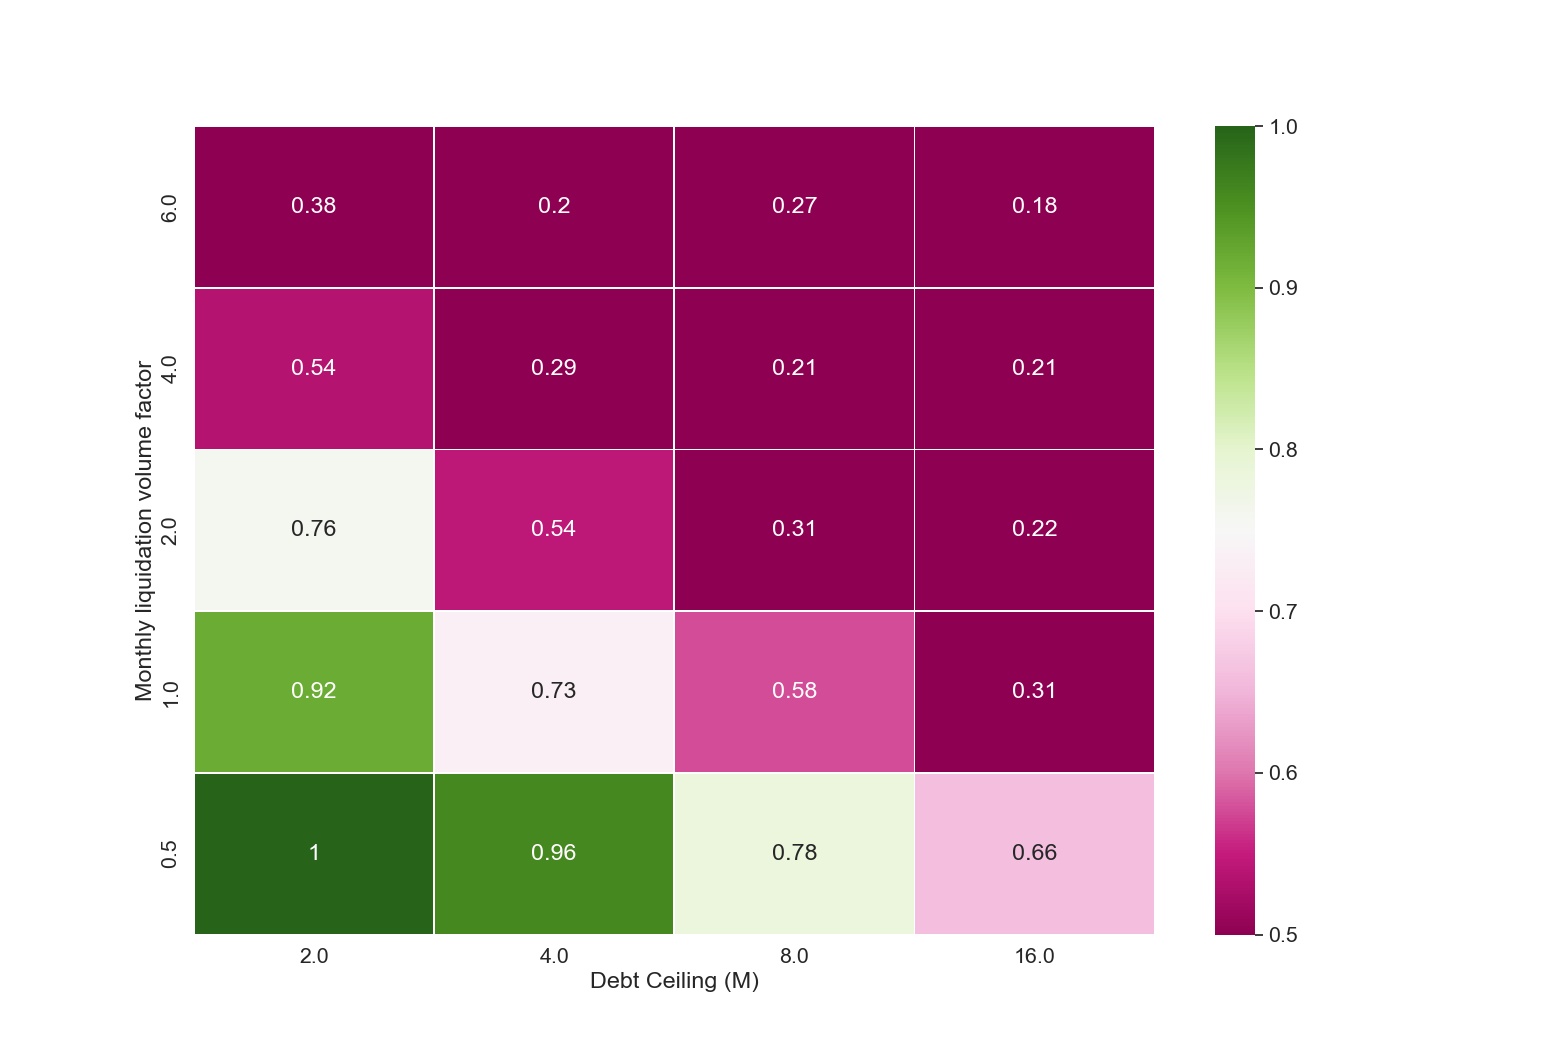 6.0 0.38 0.2 0.27 0.18
4.0 0.54 0.29 0.21 0.21
2.0 0.76 0.54 0.31 0.22
1.0 0.92 0.73 0.58 0.31
0.5 1 0.96 0.78 0.66
2.0 4.0 8.0 16.0
Debt Ceiling (M)
Monthly liquidation volume factor
1.0
0.9
0.8
0.7
0.6
0.5